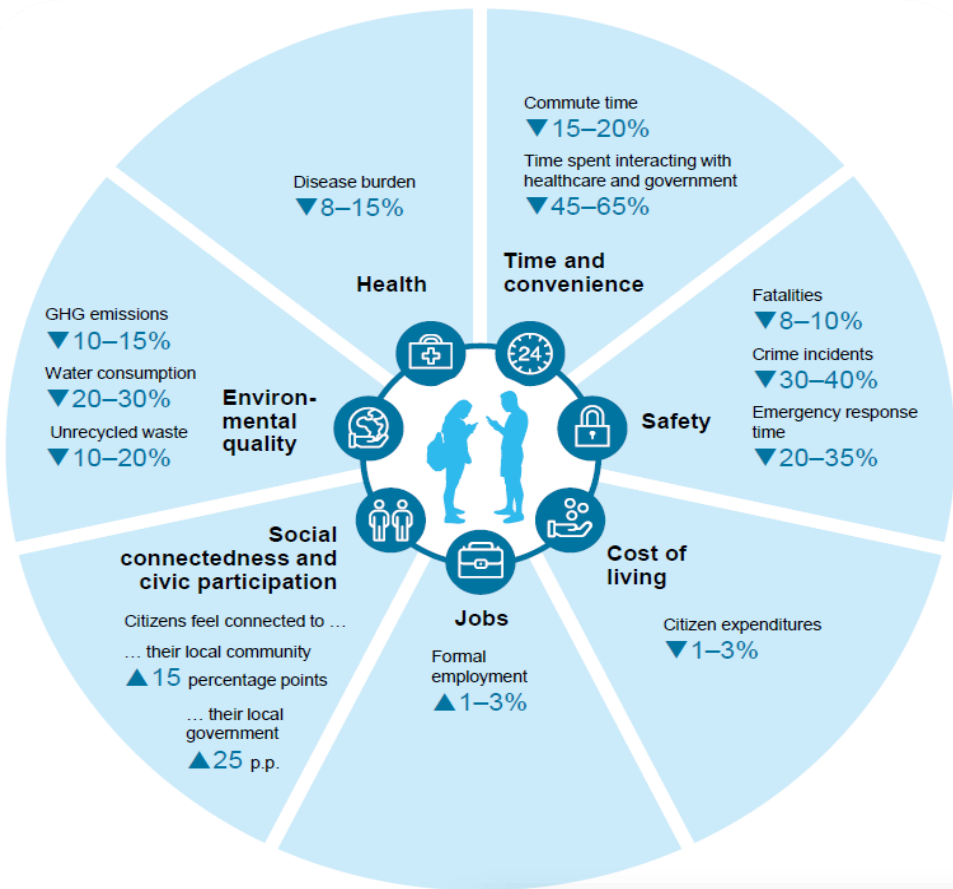 Health
Disease burden
▼8–15%
Time and
convenience
Commute time
▼15–20%
Time spent interacting with
healthcare and government
▼45–65%
24
Safety
Fatalities
▼8–10%
Crime incidents
▼30–40%
Emergency response
time
▼20–35%
Cost of
living
Citizen expenditures
▼1–3%
Jobs
Formal
employment
▲1–3%
Social
connectedness and
civic participation
Citizens feel connected to …
… their local community
▲15 percentage points
… their local
government
▲25 p.p.
Environ-
mental
quality
GHG emissions
▼10–15%
Water consumption
▼20–30%
Unrecycled waste
▼10–20%